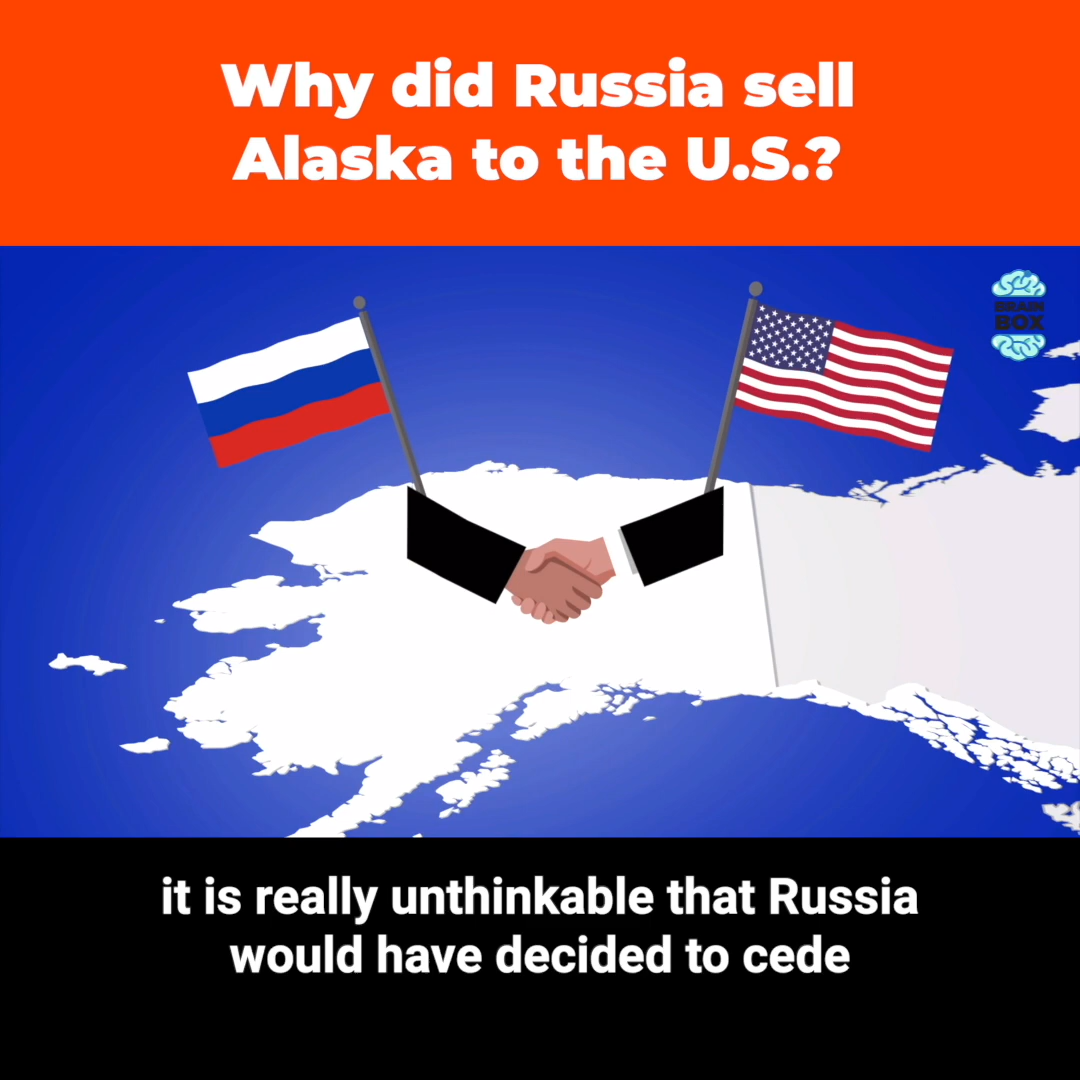 Why did Russia sell
Alaska to the U.S.?
BRAIN
BOX
it is really unthinkable that Russia
would have decided to cede